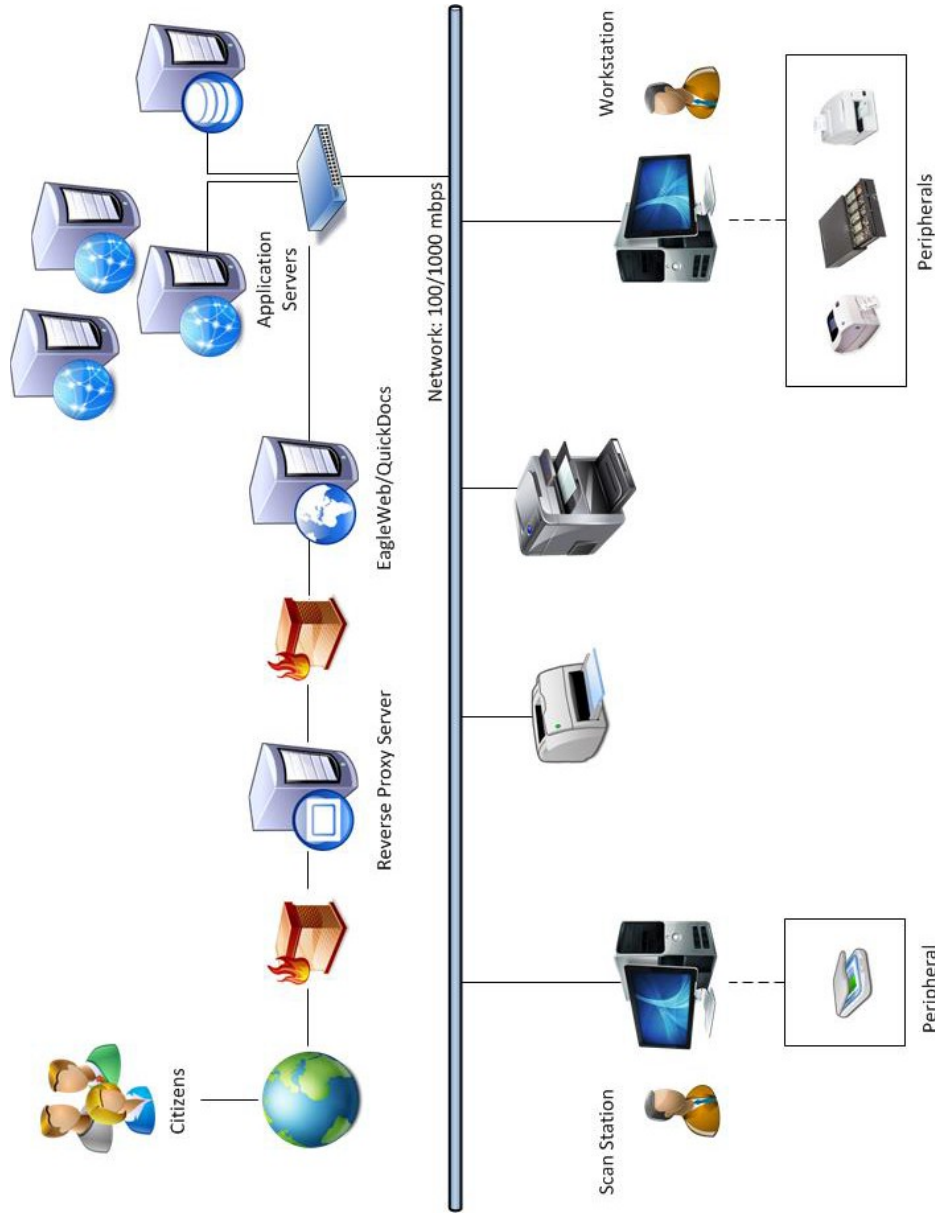 Citizens
Reverse Proxy Server
EagleWeb/QuickDocs
Application
Servers
Network: 100/1000 mbps
Scan Station
Workstation
Peripheral
Peripherals